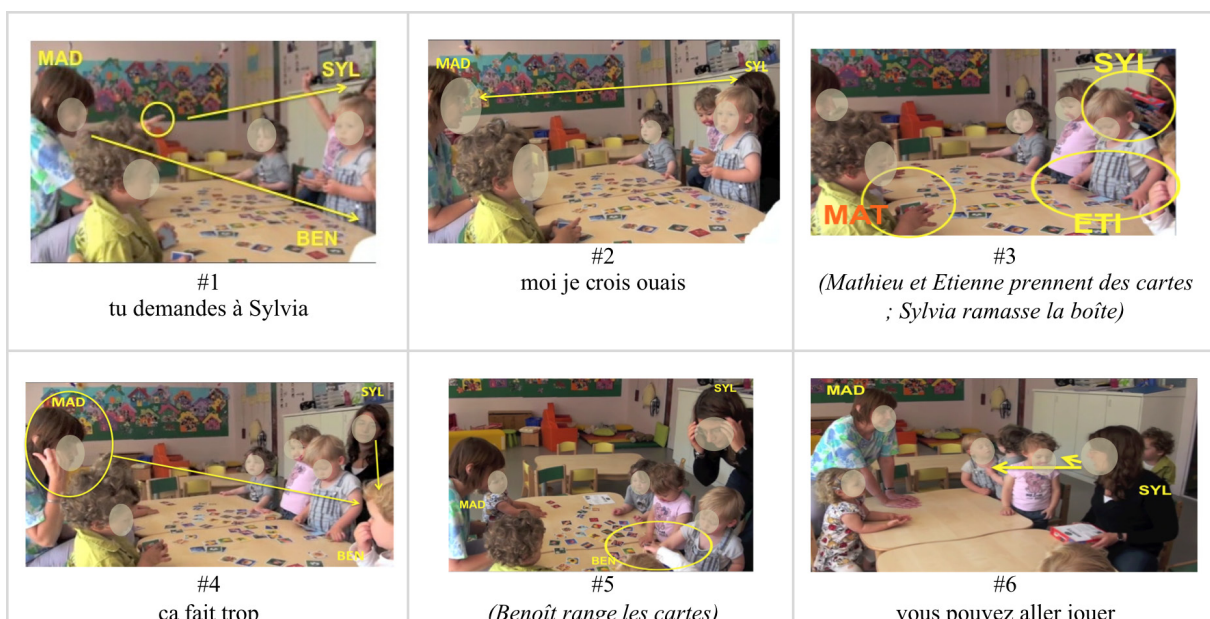 MAD
SYL
BEN
#1
tu demandes à Sylvia
MAD
SYL
#2
moi je crois ouais
SYL
MAT
ETI
#3
(Mathieu et Etienne prennent des cartes
; Sylvia ramasse la boîte)
MAD
SYL
BEN
#4
ça fait trop
SYL
MAD
BEN
#5
(Benoît range les cartes)
MAD
SYL
#6
vous pouvez aller jouer